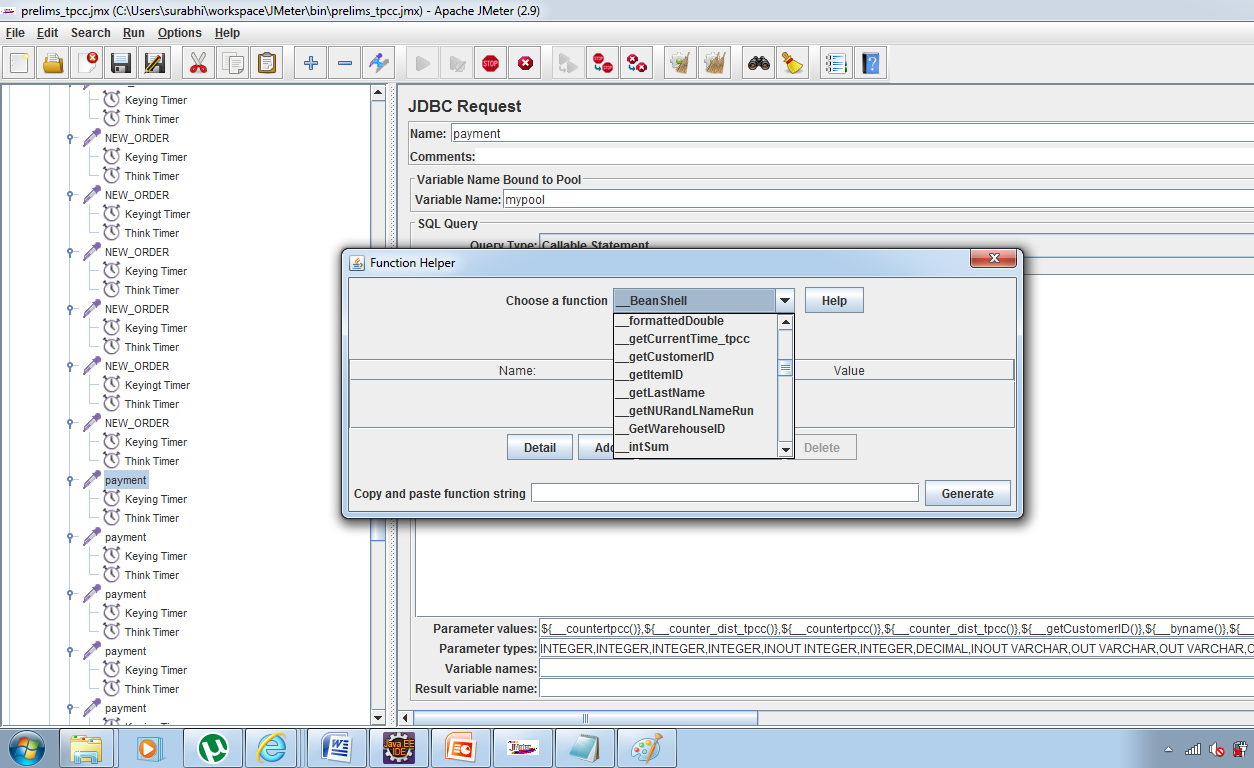 prelims_tpcc.jmx (C:\Users\surabhi\workspace\JMeter\bin\prelims_tpcc.jmx) - Apache JMeter (2.9)
File Edit Search Run Options Help
Keying Timer
Think Timer
NEW_ORDER
Keying Timer
Think Timer
NEW_ORDER
Keyingt Timer
Think Timer
NEW_ORDER
Keying Timer
Think Timer
NEW_ORDER
Keying Timer
Think Timer
NEW_ORDER
Keyingt Timer
Think Timer
NEW_ORDER
Keying Timer
Think Timer
payment
Keying Timer
Think Timer
payment
Keying Timer
Think Timer
payment
Keying Timer
Think Timer
payment
Keying Timer
Think Timer
payment
JDBC Request
Name: payment
Comments:
Variable Name Bound to Pool
Variable Name: mypool
SQL Query
Query Type: Callable Statement
Function Helper
Choose a function __BeanShell Help
__formattedDouble
__getCurrentTime_tpcc
__getCustomerID
__getItemID
__getLastName
__getNURandLNameRun
__GetWarehouseID
__intSum
Name: Value
Detail Add Delete
Copy and paste function string Generate
Parameter values: ${__countertpcc()},${__counter_dist_tpcc()},${__countertpcc()},${__counter_dist_tpcc()},${__getCustomerID()},${__byname()},${__
Parameter types: INTEGER,INTEGER,INTEGER,INTEGER,INOUT INTEGER,INTEGER,DECIMAL,INOUT VARCHAR,OUT VARCHAR,OUT VARCHAR,
Variable names:
Result variable name:
Java EE
IDE